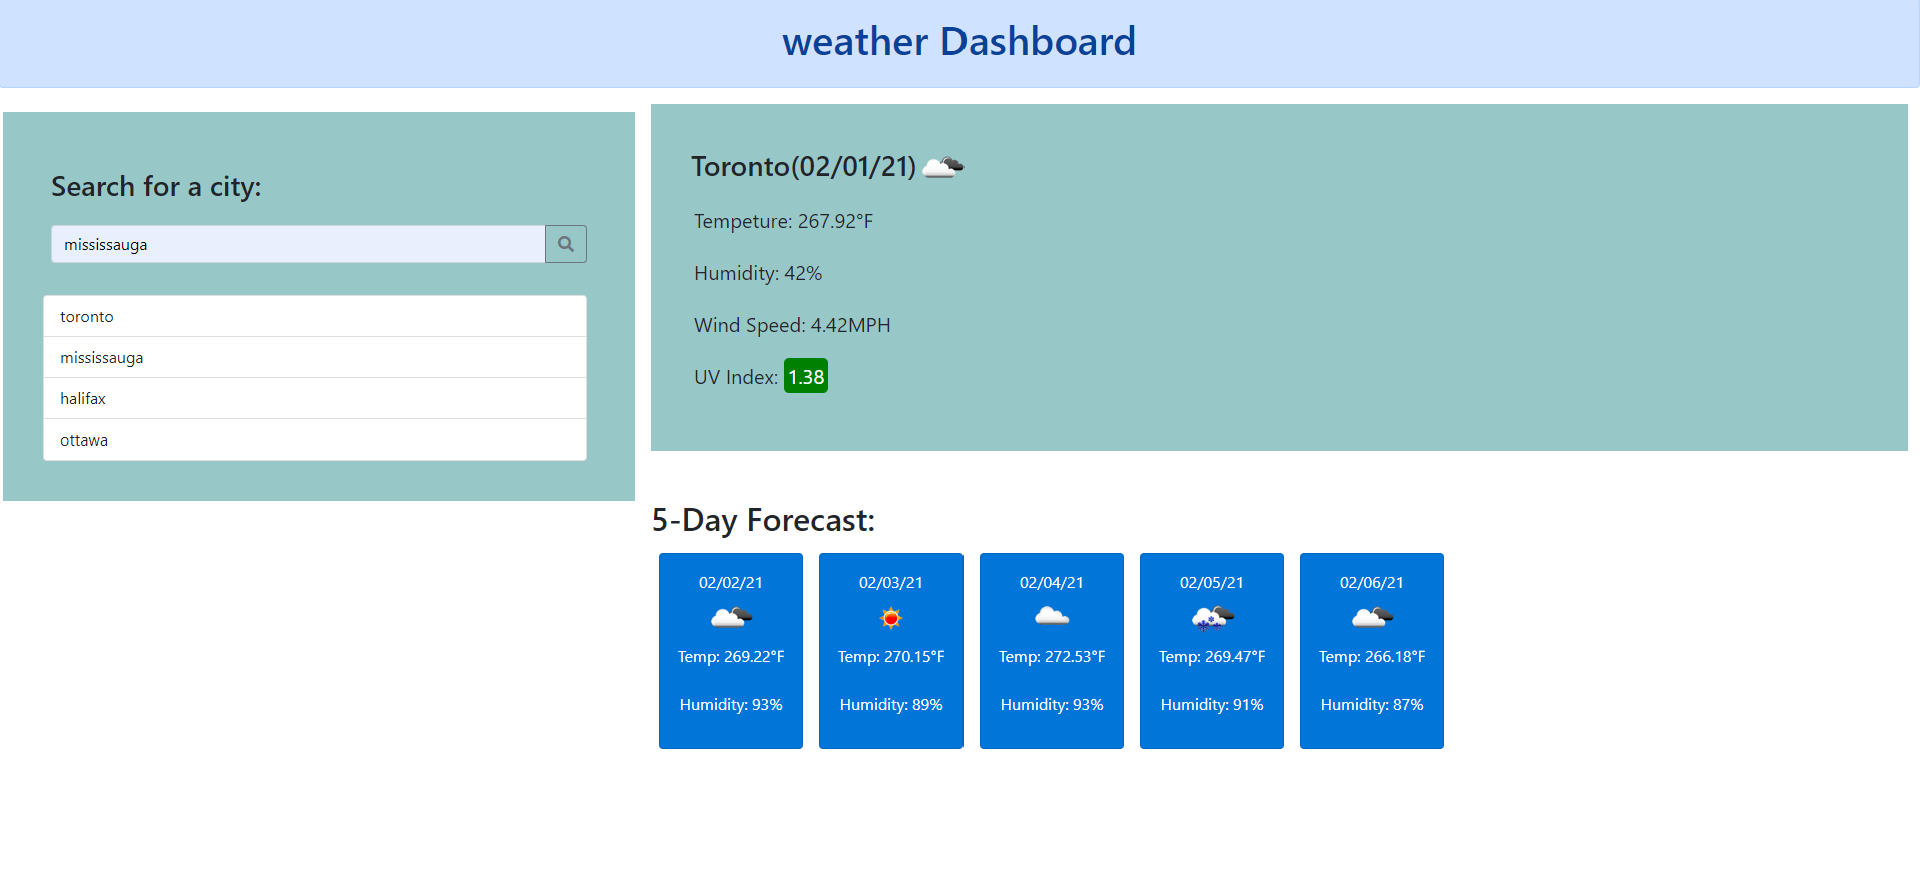 weather Dashboard
Search for a city:
mississauga
toronto
mississauga
halifax
ottawa
Toronto(02/01/21)
Tempeture: 267.92°F
Humidity: 42%
Wind Speed: 4.42MPH
UV Index: 1.38
5-Day Forecast:
02/02/21
Temp: 269.22°F
Humidity: 93%
02/03/21
Temp: 270.15°F
Humidity: 89%
02/04/21
Temp: 272.53°F
Humidity: 93%
02/05/21
Temp: 269.47°F
Humidity: 91%
02/06/21
Temp: 266.18°F
Humidity: 87%